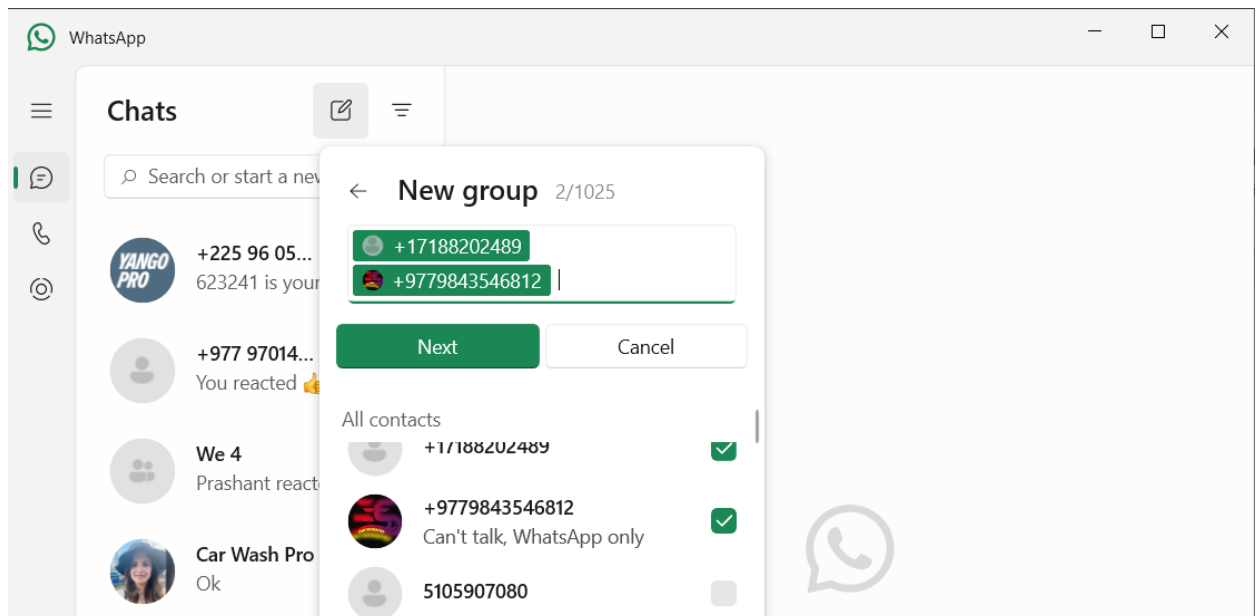 WhatsApp
Chats
Search or start a new
YANGO
PRO
+225 96 05...
623241 is your
+977 97014...
You reacted 👍
We 4
Prashant react
Car Wash Pro
Ok
New group 2/1025
+17188202489
+9779843546812
Next Cancel
All contacts
+17188202489
+9779843546812
Can't talk, WhatsApp only
5105907080